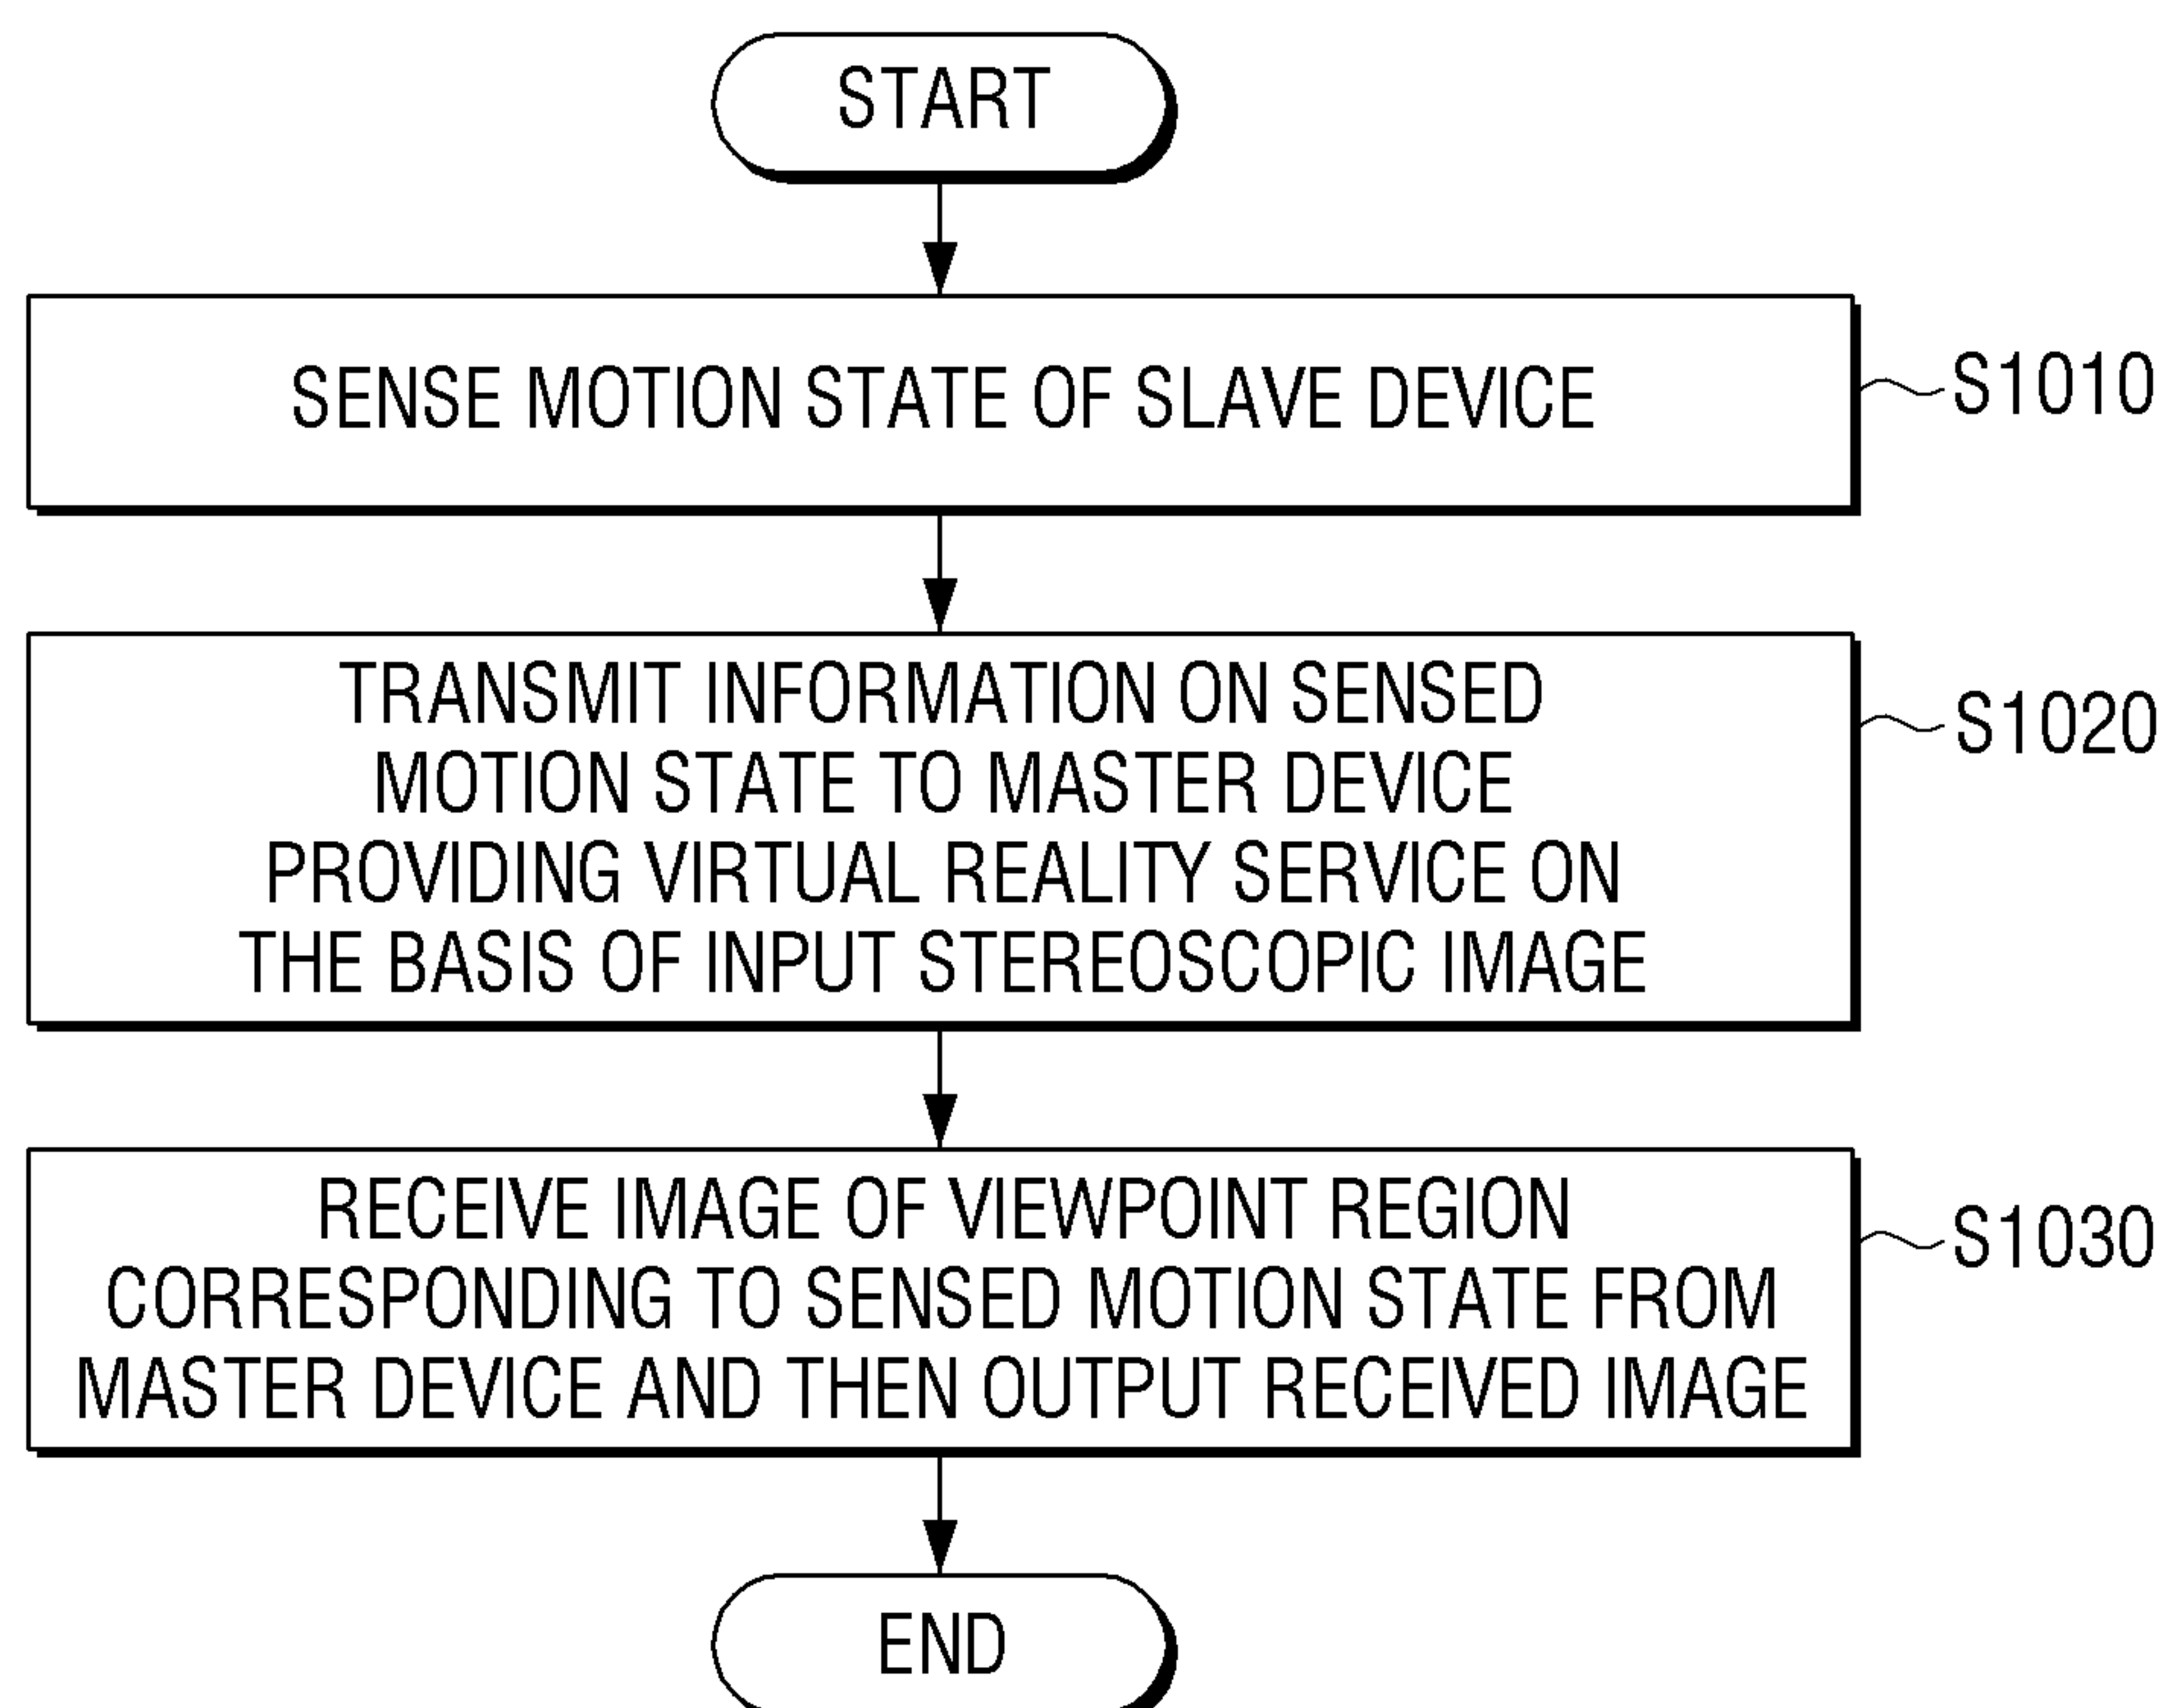 START
SENSE MOTION STATE OF SLAVE DEVICE
S1010
TRANSMIT INFORMATION ON SENSED
MOTION STATE TO MASTER DEVICE
PROVIDING VIRTUAL REALITY SERVICE ON
THE BASIS OF INPUT STEREOSCOPIC IMAGE
S1020
RECEIVE IMAGE OF VIEWPOINT REGION
CORRESPONDING TO SENSED MOTION STATE FROM
MASTER DEVICE AND THEN OUTPUT RECEIVED IMAGE
S1030
END